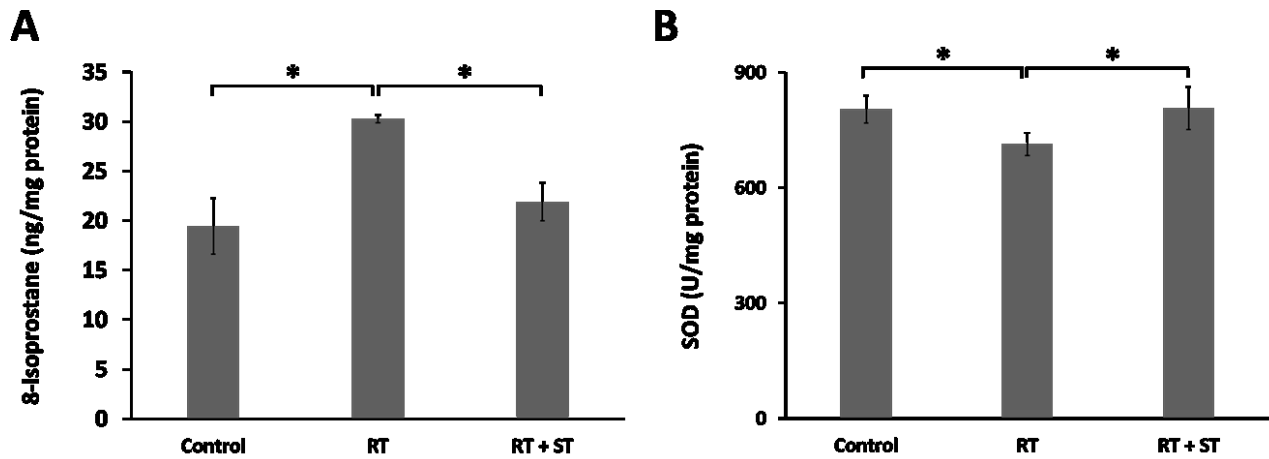 A
8-Isoprostane (ng/mg protein)
35
30
25
20
15
10
5
0
* *
Control RT RT + ST
B
SOD (U/mg protein)
900
600
300
0
* *
Control RT RT + ST